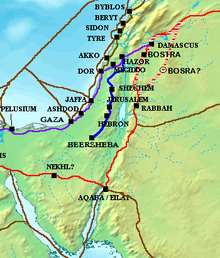 BYBLOS
BERYT
SIDON
TYRE
DAMASCUS
BOSTRA
AKKO
HAZOR
DOR
MEGIDDO
BOSRA?
SHECHEM
JAFFA
JERUSALEM
PELUSIUM
ASHDOD
RABBAH
GAZA
HEBRON
BEERSHEBA
NEKHL?
AQABA / EILAT